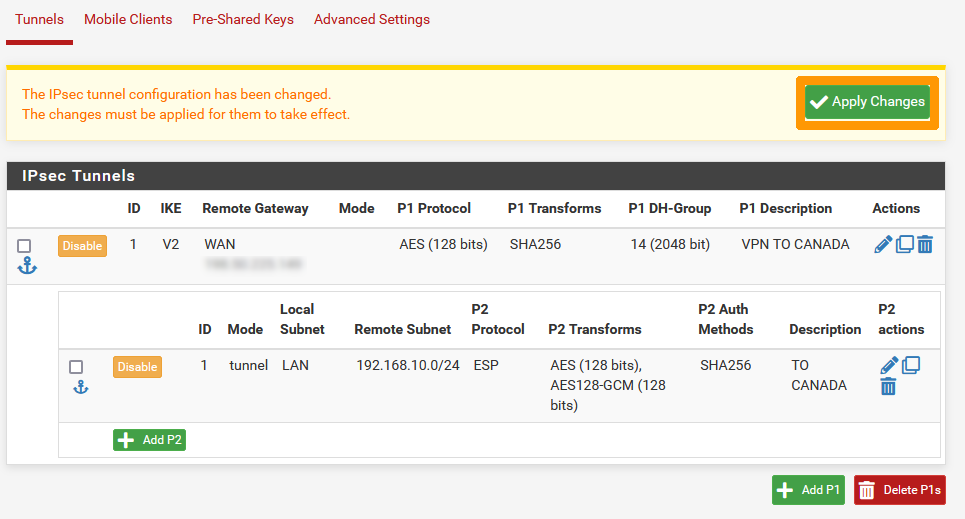 Tunnels Mobile Clients Pre-Shared Keys Advanced Settings
The IPsec tunnel configuration has been changed.
The changes must be applied for them to take effect.
Apply Changes
IPsec Tunnels
ID IKE Remote Gateway Mode P1 Protocol P1 Transforms P1 DH-Group P1 Description Actions
Disable 1 V2 WAN AES (128 bits) SHA256 14 (2048 bit) VPN TO CANADA
Local P2 P2 Auth P2
ID Mode Subnet Remote Subnet Protocol P2 Transforms Methods Description actions
Disable 1 tunnel LAN 192.168.10.0/24 ESP AES (128 bits), SHA256 TO
AES128-GCM (128 CANADA
bits)
Add P2
Add P1 Delete P1s